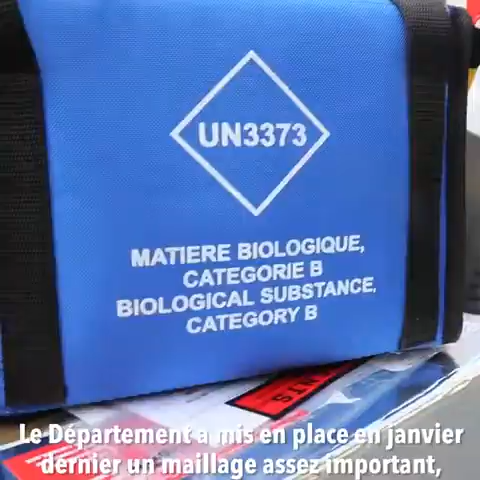 UN3373
MATIERE BIOLOGIQUE,
CATEGORIE B
BIOLOGICAL SUBSTANCE,
CATEGORY B
Le Département a mis en place en janvier
dernier un maillage assez important,